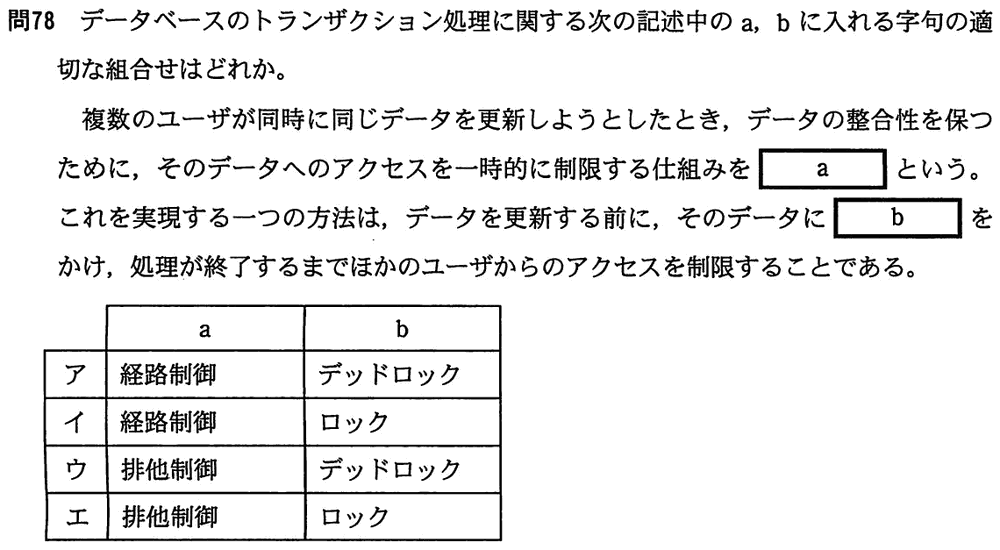 問78 データベースのトランザクション処理に関する次の記述中の a，b に入れる字句の適
切な組合せはどれか。
複数のユーザが同時に同じデータを更新しようとしたとき，データの整合性を保つ
ために，そのデータへのアクセスを一時的に制限する仕組みを a という。
これを実現する一つの方法は，データを更新する前に，そのデータに b を
かけ，処理が終了するまでほかのユーザからのアクセスを制限することである。
a b
ア 経路制御 デッドロック
イ 経路制御 ロック
ウ 排他制御 デッドロック
エ 排他制御 ロック